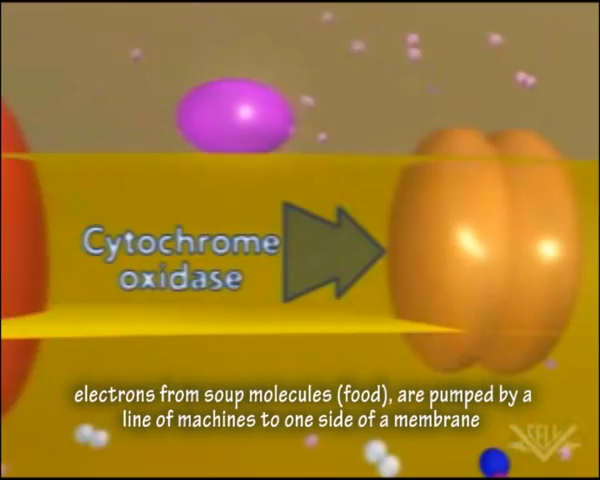 Cytochrome
oxidase
electrons from soup molecules (food), are pumped by a
line of machines to one side of a membrane